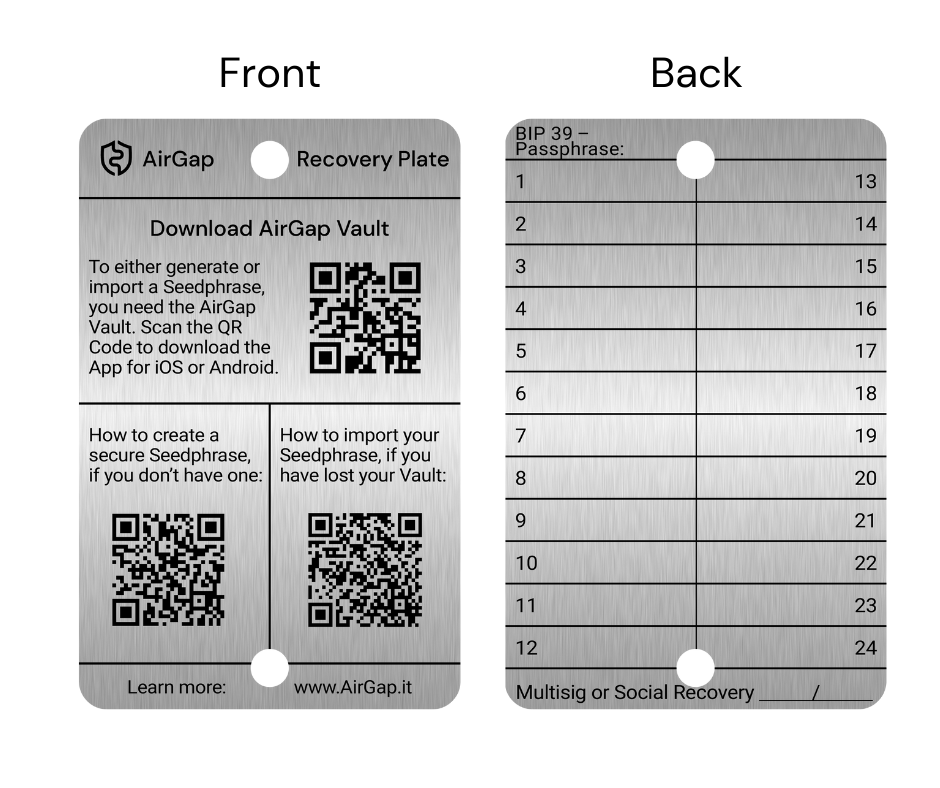 Front
AirGap
Recovery Plate
Download AirGap Vault
To either generate or
import a Seedphrase,
you need the AirGap
Vault. Scan the QR
Code to download the
App for iOS or Android.
How to create a
secure Seedphrase,
if you don't have one:
How to import your
Seedphrase, if you
have lost your Vault:
Learn more:
www.AirGap.it
Back
BIP 39 –
Passphrase:
1 13
2 14
3 15
4 16
5 17
6 18
7 19
8 20
9 21
10 22
11 23
12 24
Multisig or Social Recovery _____/_____